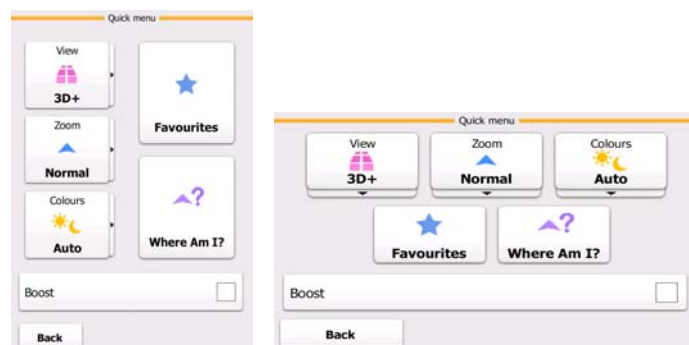 Quick menu
View
3D+
Favourites
Zoom
Normal
Colours
Auto
Where Am I?
Boost
Back
Quick menu
View Zoom Colours
3D+ Normal Auto
Favourites Where Am I?
Boost
Back